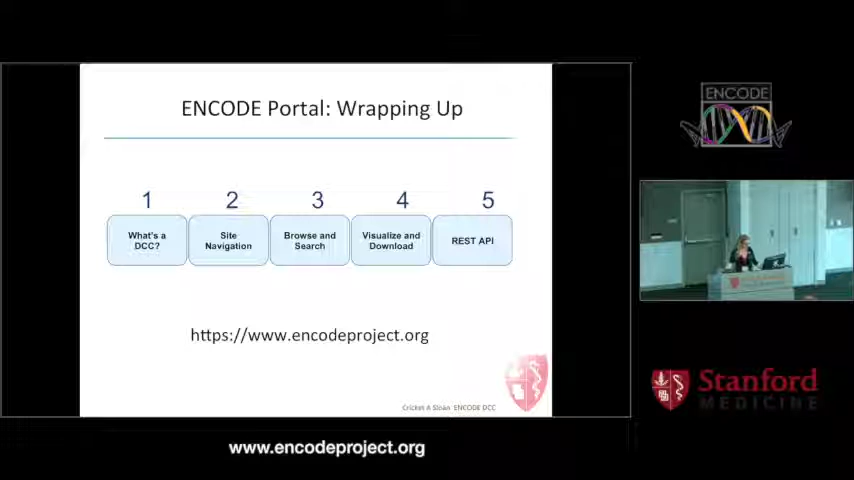 ENCODE Portal: Wrapping Up
1
2
3
4
5
What's a
DCC?
Site
Navigation
Browse and
Search
Visualize and
Download
REST API
https://www.encodeproject.org
Cricket A Sloan ENCODE DCC
ENCODE
Stanford
MEDICINE
www.encodeproject.org